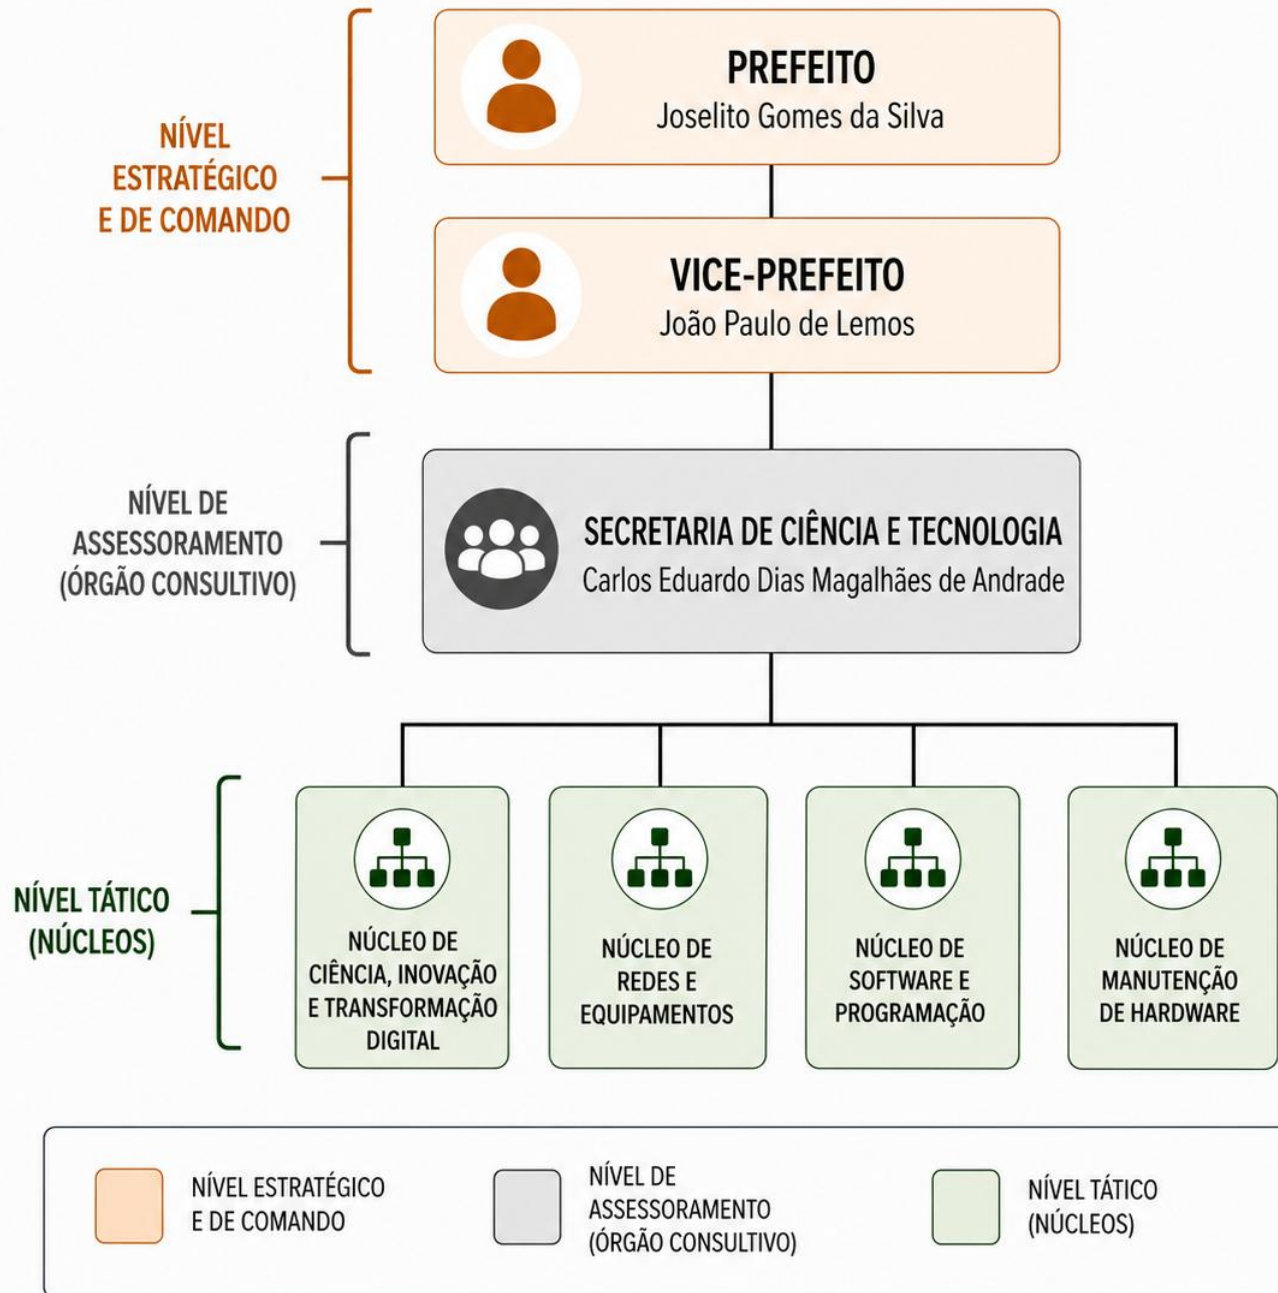 NÍVEL
ESTRATÉGICO
E DE COMANDO
PREFEITO
Joselito Gomes da Silva
VICE-PREFEITO
João Paulo de Lemos
NÍVEL DE
ASSESSORAMENTO
(ÓRGÃO CONSULTIVO)
SECRETARIA DE CIÊNCIA E TECNOLOGIA
Carlos Eduardo Dias Magalhães de Andrade
NÍVEL TÁTICO
(NÚCLEOS)
NÚCLEO DE
CIÊNCIA, INOVAÇÃO
E TRANSFORMAÇÃO
DIGITAL
NÚCLEO DE
REDES E
EQUIPAMENTOS
NÚCLEO DE
SOFTWARE E
PROGRAMAÇÃO
NÚCLEO DE
MANUTENÇÃO
DE HARDWARE
NÍVEL ESTRATÉGICO
E DE COMANDO
NÍVEL DE
ASSESSORAMENTO
(ÓRGÃO CONSULTIVO)
NÍVEL TÁTICO
(NÚCLEOS)